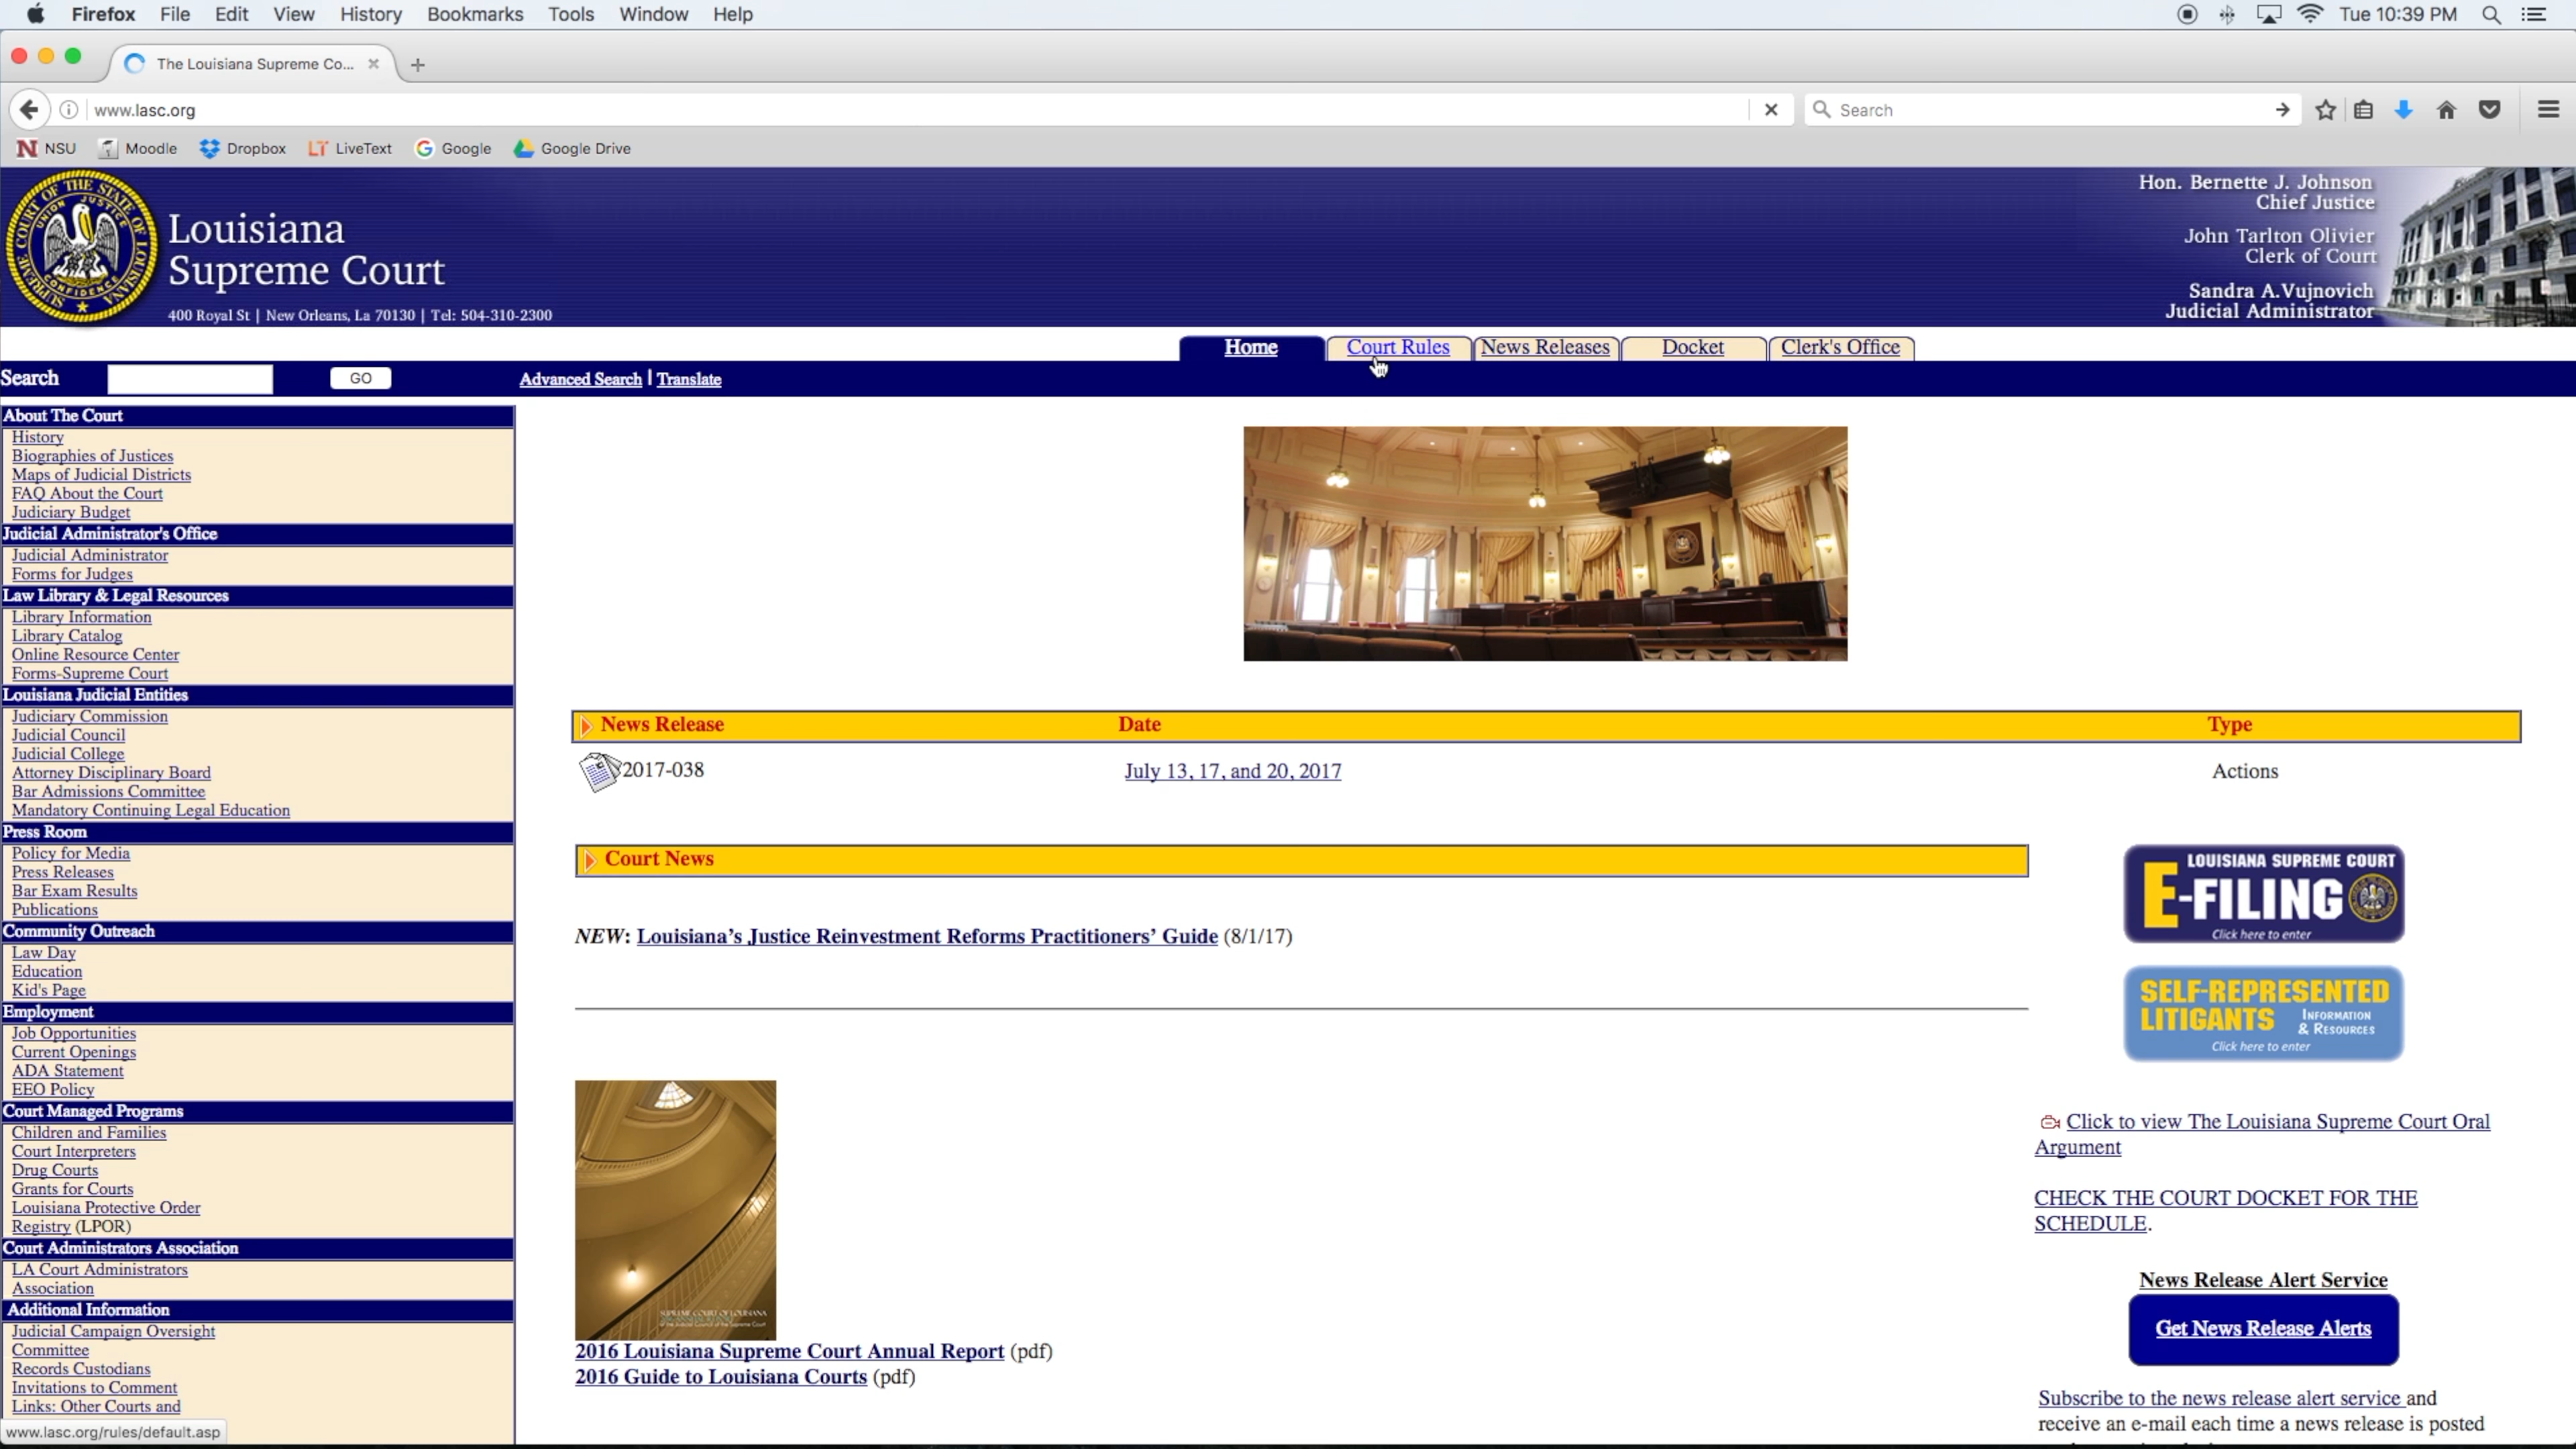 Firefox File Edit View History Bookmarks Tools Window Help Tue 10:39 PM
The Louisiana Supreme Co...
www.lasc.org Search
NSU Moodle Dropbox LiveText Google Google Drive
Louisiana
Supreme Court
400 Royal St | New Orleans, La 70130 | Tel: 504-310-2300
Hon. Bernette J. Johnson
Chief Justice
John Tarlton Olivier
Clerk of Court
Sandra A.Vujnovich
Judicial Administrator
Home Court Rules News Releases Docket Clerk's Office
Search GO Advanced Search | Translate
About The Court
History
Biographies of Justices
Maps of Judicial Districts
FAQ About the Court
Judiciary Budget
Judicial Administrator's Office
Judicial Administrator
Forms for Judges
Law Library & Legal Resources
Library Information
Library Catalog
Online Resource Center
Forms-Supreme Court
Louisiana Judicial Entities
Judiciary Commission
Judicial Council
Judicial College
Attorney Disciplinary Board
Bar Admissions Committee
Mandatory Continuing Legal Education
Press Room
Policy for Media
Press Releases
Bar Exam Results
Publications
Community Outreach
Law Day
Education
Kid's Page
Employment
Job Opportunities
Current Openings
ADA Statement
EEO Policy
Court Managed Programs
Children and Families
Court Interpreters
Drug Courts
Grants for Courts
Louisiana Protective Order
Registry (LPOR)
Court Administrators Association
LA Court Administrators
Association
Additional Information
Judicial Campaign Oversight
Committee
Records Custodians
Invitations to Comment
Links: Other Courts and
www.lasc.org/rules/default.asp
News Release Date Type
2017-038 July 13, 17, and 20, 2017 Actions
Court News
NEW: Louisiana's Justice Reinvestment Reforms Practitioners' Guide (8/1/17)
SUPREME COURT OF LOUISIANA
2016 Louisiana Supreme Court Annual Report (pdf)
2016 Guide to Louisiana Courts (pdf)
LOUISIANA SUPREME COURT
E-FILING
Click here to enter
SELF-REPRESENTED
LITIGANTS INFORMATION
& RESOURCES
Click here to enter
Click to view The Louisiana Supreme Court Oral
Argument
CHECK THE COURT DOCKET FOR THE
SCHEDULE.
News Release Alert Service
Get News Release Alerts
Subscribe to the news release alert service and
receive an e-mail each time a news release is posted